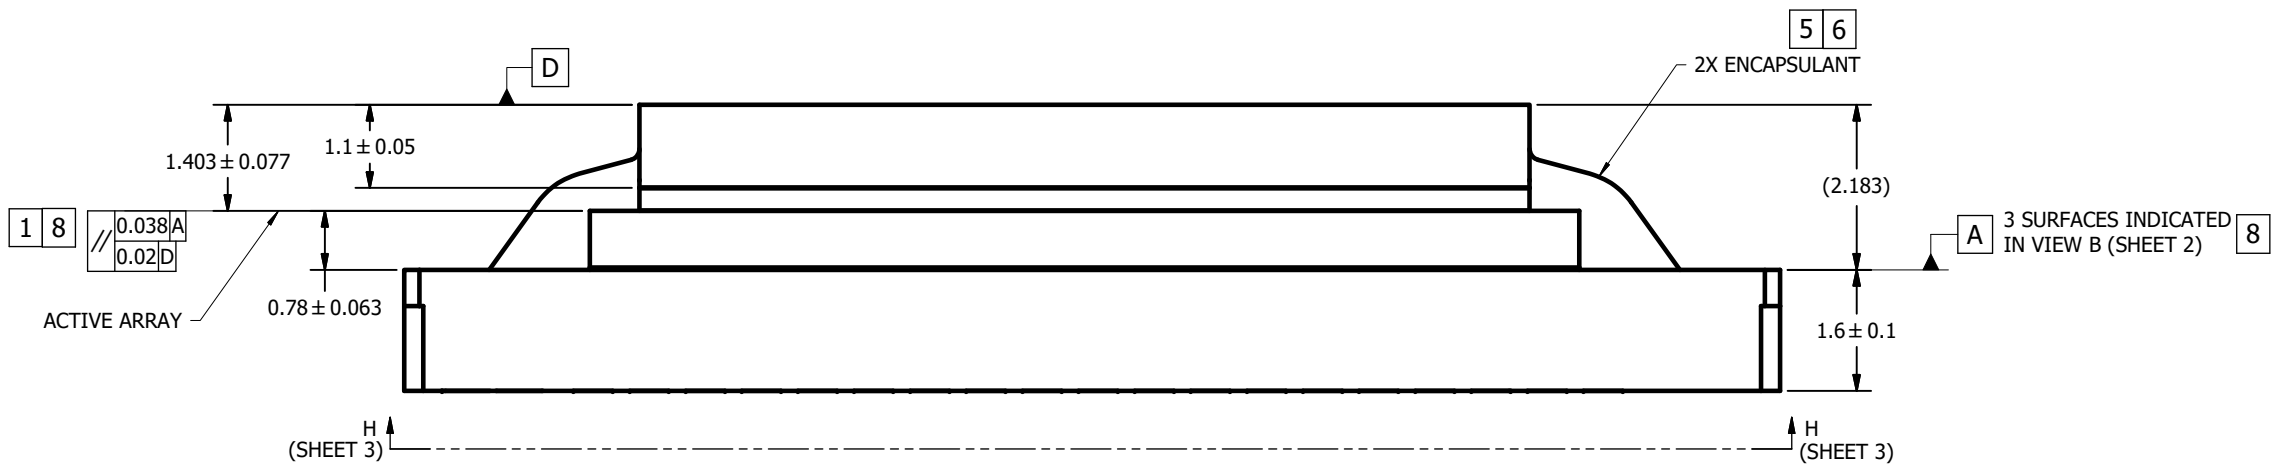 5 6
2X ENCAPSULANT
D
1.403 ± 0.077
1.1 ± 0.05
(2.183)
1 8
// 0.038 A
0.02 D
A 3 SURFACES INDICATED
IN VIEW B (SHEET 2)
8
0.78 ± 0.063
ACTIVE ARRAY
1.6 ± 0.1
H
(SHEET 3)
H
(SHEET 3)